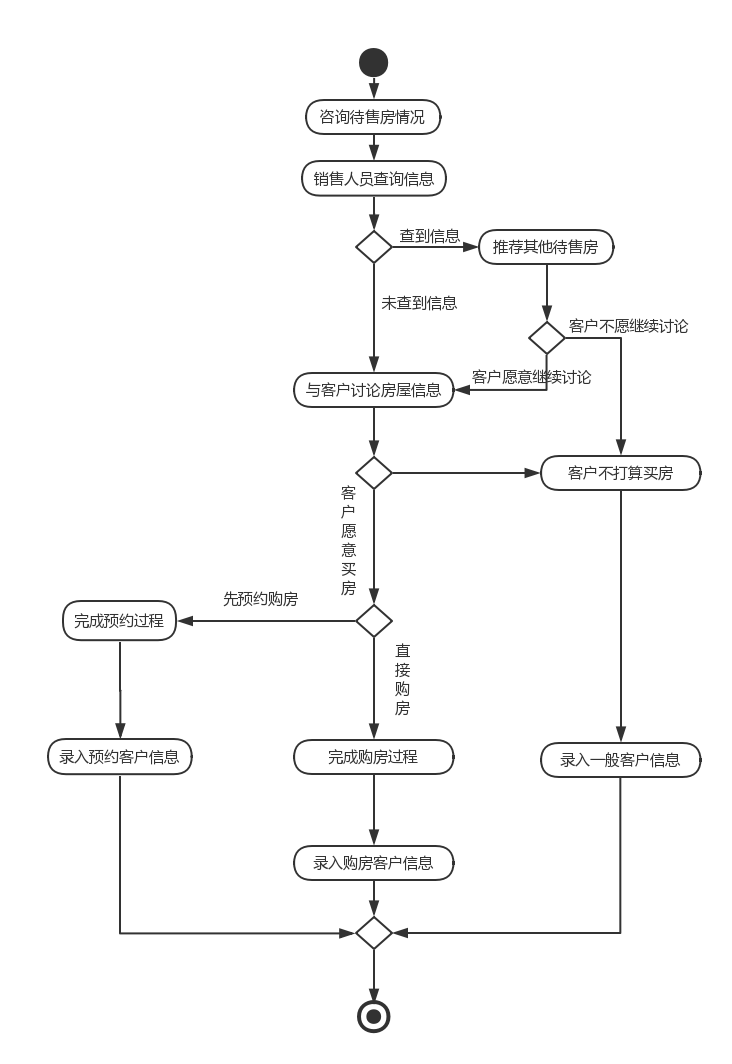 咨询待售房情况
销售人员查询信息
查到信息
推荐其他待售房
未查到信息
客户不愿继续讨论
客户愿意继续讨论
与客户讨论房屋信息
客户不打算买房
客户愿意买房
先预约购房
完成预约过程
直接购房
录入预约客户信息
完成购房过程
录入一般客户信息
录入购房客户信息